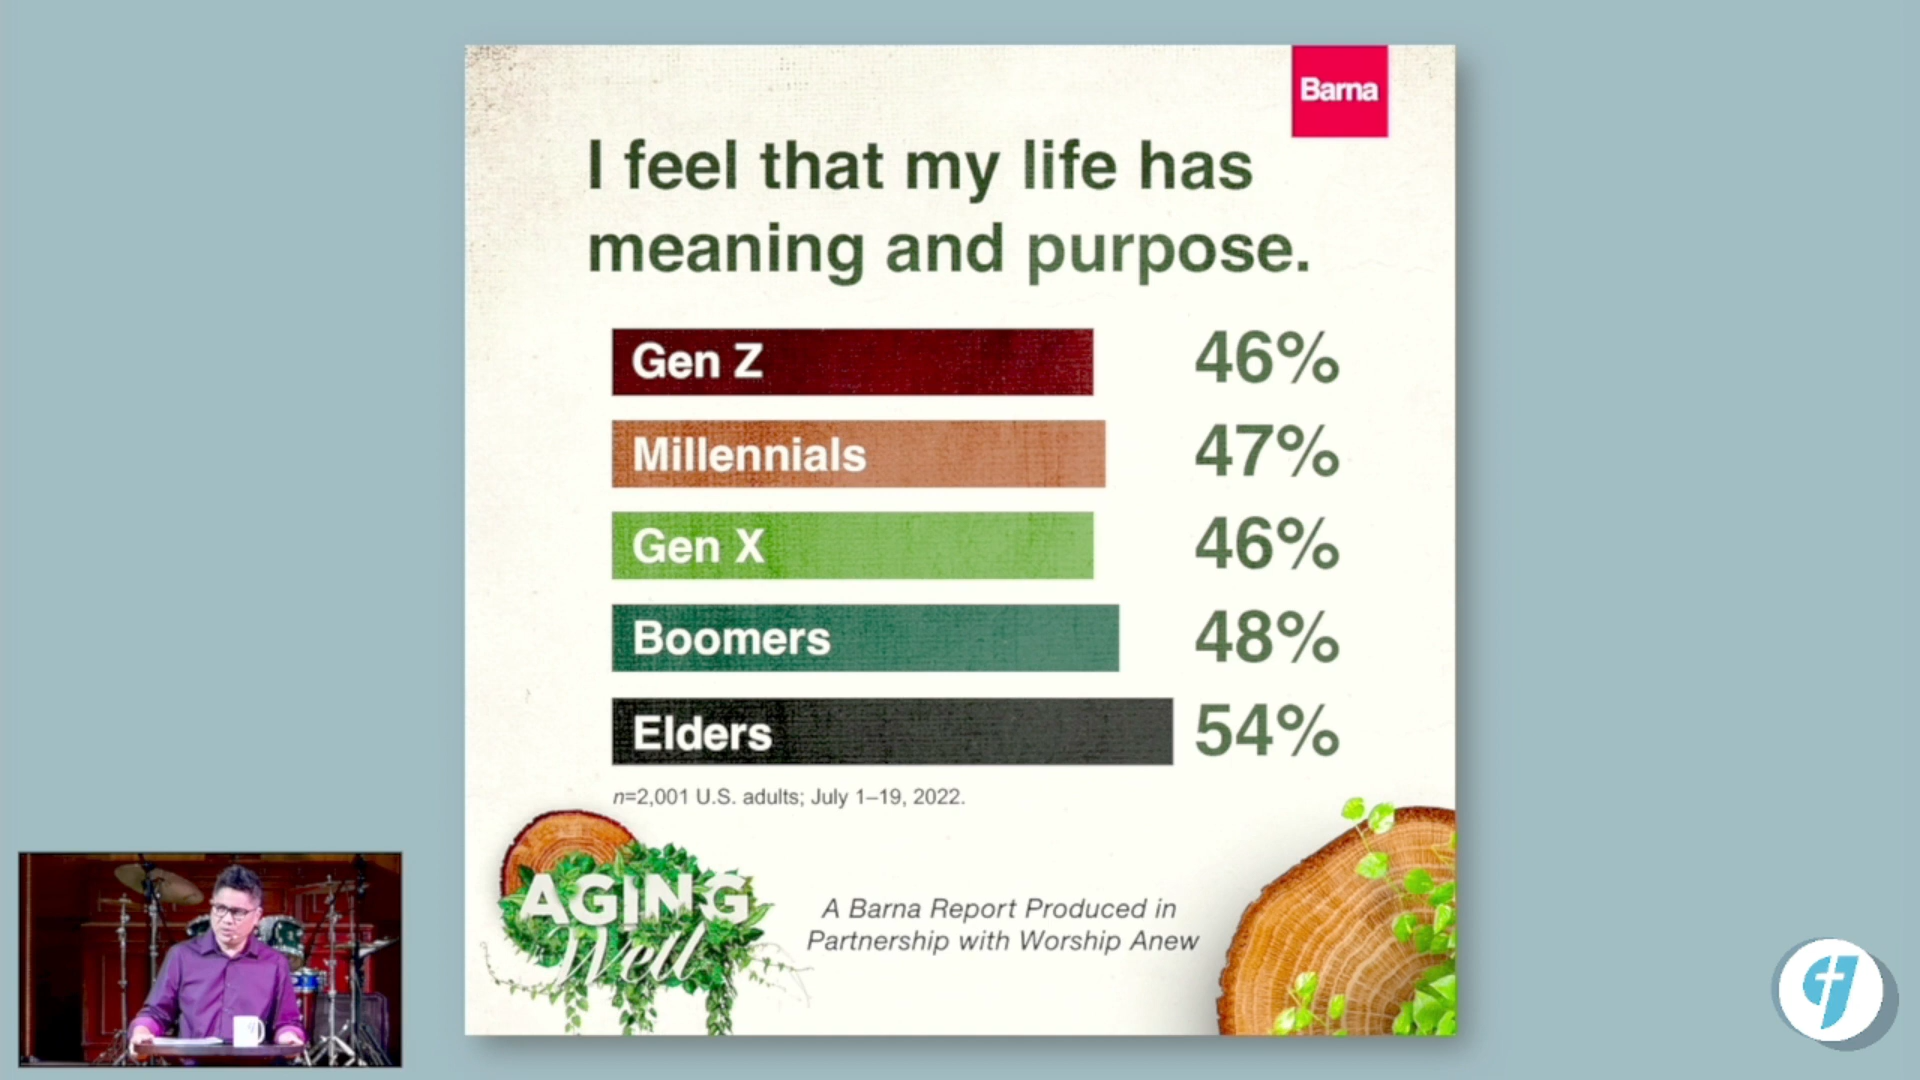 Barna
I feel that my life has
meaning and purpose.
Gen Z 46%
Millennials 47%
Gen X 46%
Boomers 48%
Elders 54%
n=2,001 U.S. adults; July 1–19, 2022.
AGING
Well
A Barna Report Produced in
Partnership with Worship Anew